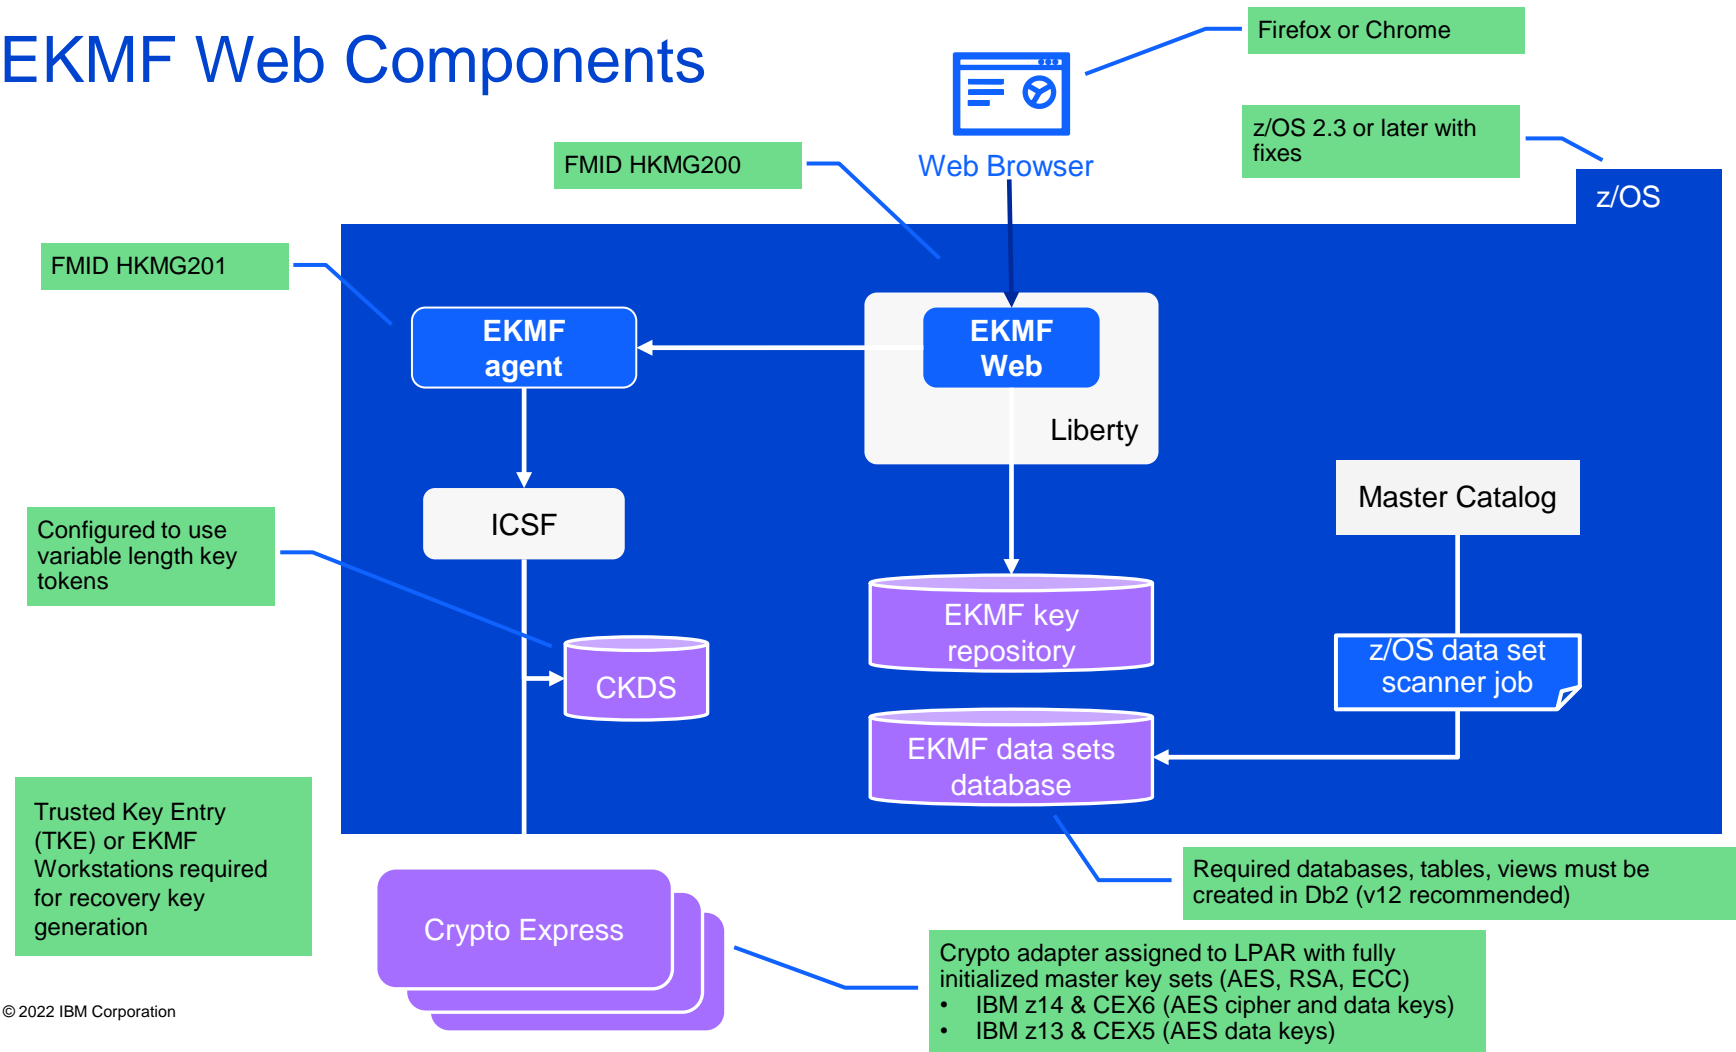 EKMF Web Components
Firefox or Chrome
z/OS 2.3 or later with
fixes
FMID HKMG200
Web Browser
z/OS
FMID HKMG201
EKMF
agent
EKMF
Web
Liberty
Master Catalog
ICSF
Configured to use
variable length key
tokens
EKMF key
repository
z/OS data set
scanner job
CKDS
EKMF data sets
database
Trusted Key Entry
(TKE) or EKMF
Workstations required
for recovery key
generation
Required databases, tables, views must be
created in Db2 (v12 recommended)
Crypto Express
Crypto adapter assigned to LPAR with fully
initialized master key sets (AES, RSA, ECC)
• IBM z14 & CEX6 (AES cipher and data keys)
• IBM z13 & CEX5 (AES data keys)
© 2022 IBM Corporation